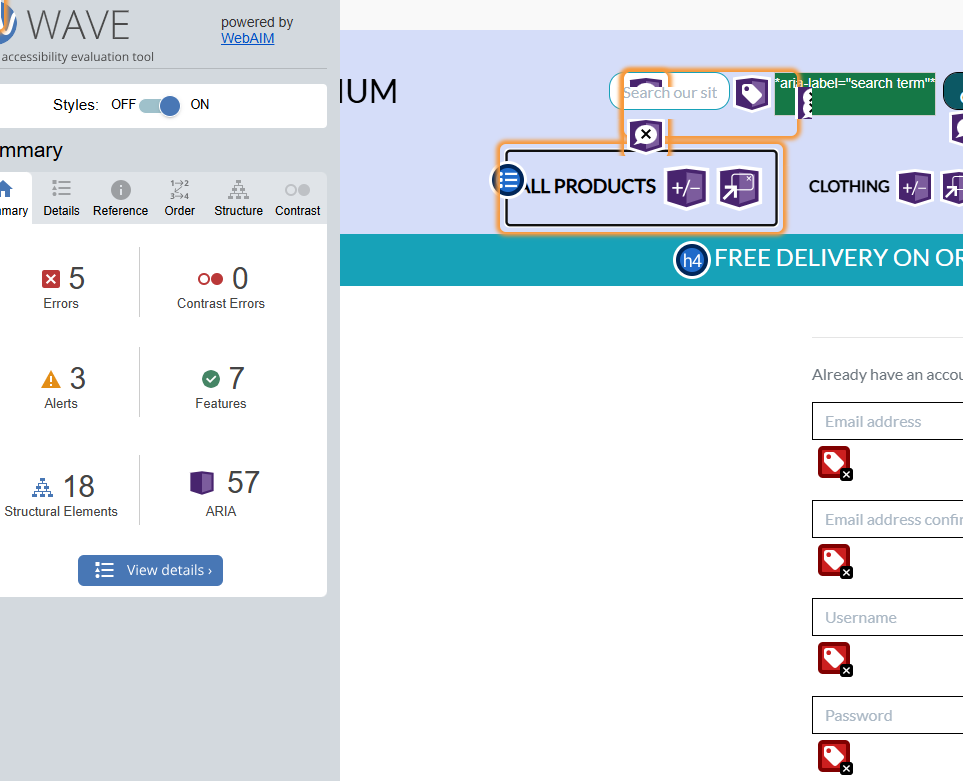 WAVE
powered by
WebAIM
accessibility evaluation tool
Styles: OFF ON
mmary
mary Details Reference Order Structure Contrast
5
Errors
0
Contrast Errors
3
Alerts
7
Features
18
Structural Elements
57
ARIA
View details ›
IUM
Search our sit
*aria-label="search term"*
ALL PRODUCTS
CLOTHING
h4 FREE DELIVERY ON OR
Already have an accou
Email address
Email address confir
Username
Password